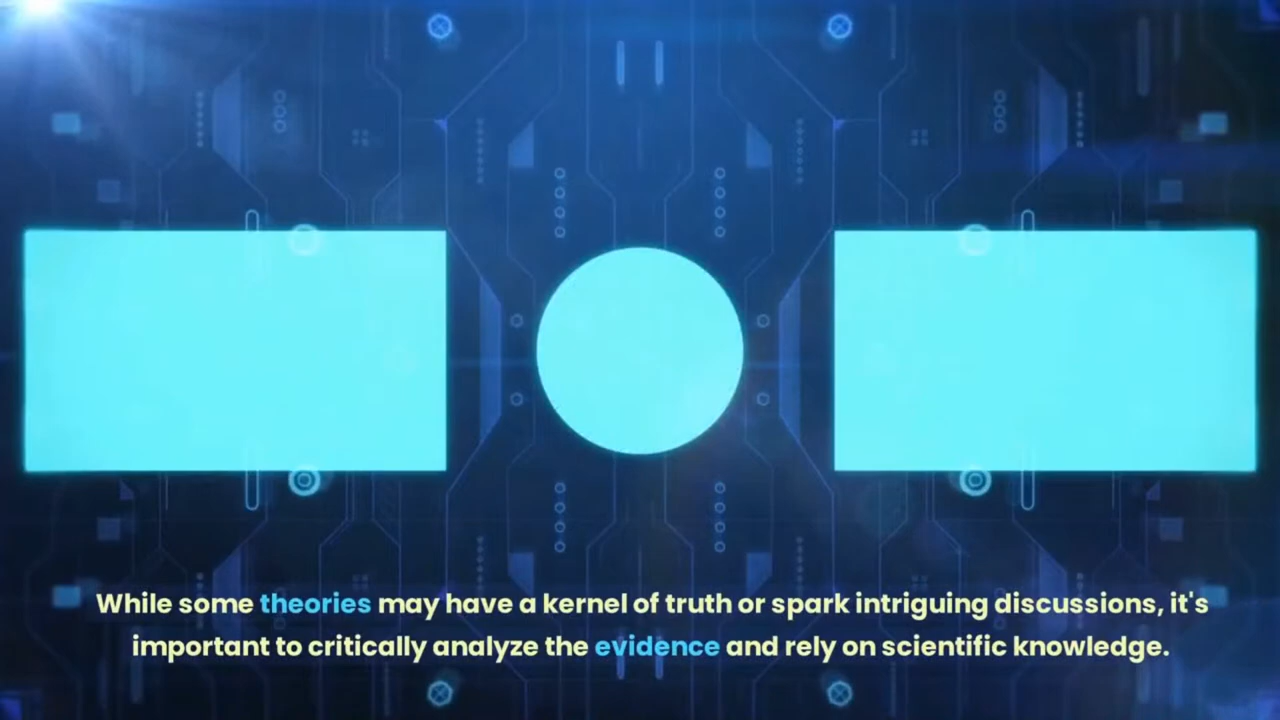 While some theories may have a kernel of truth or spark intriguing discussions, it's
important to critically analyze the evidence and rely on scientific knowledge.